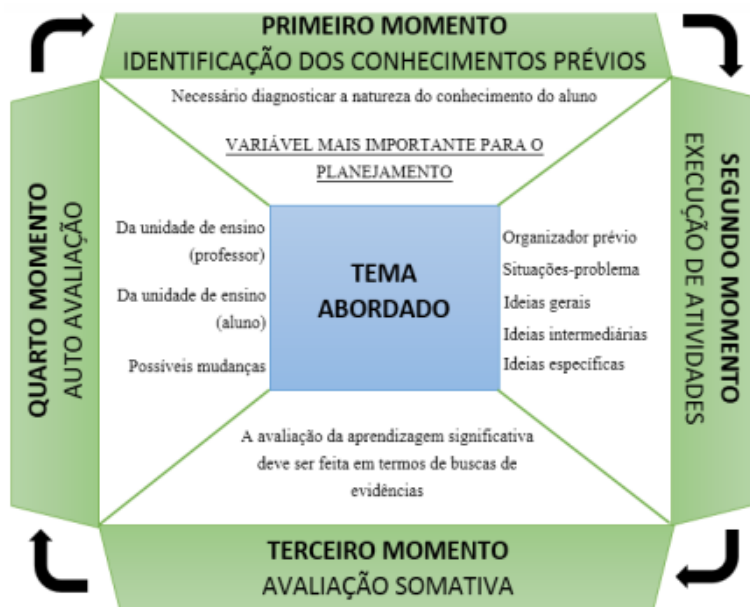 PRIMEIRO MOMENTO
IDENTIFICAÇÃO DOS CONHECIMENTOS PRÉVIOS
Necessário diagnosticar a natureza do conhecimento do aluno
VARIÁVEL MAIS IMPORTANTE PARA O
PLANEJAMENTO
SEGUNDO MOMENTO
EXECUÇÃO DE ATIVIDADES
Organizador prévio
Situações-problema
Ideias gerais
Ideias intermediárias
Ideias específicas
TEMA
ABORDADO
TERCEIRO MOMENTO
AVALIAÇÃO SOMATIVA
A avaliação da aprendizagem significativa
deve ser feita em termos de buscas de
evidências
QUARTO MOMENTO
AUTO AVALIAÇÃO
Da unidade de ensino
(professor)
Da unidade de ensino
(aluno)
Possíveis mudanças